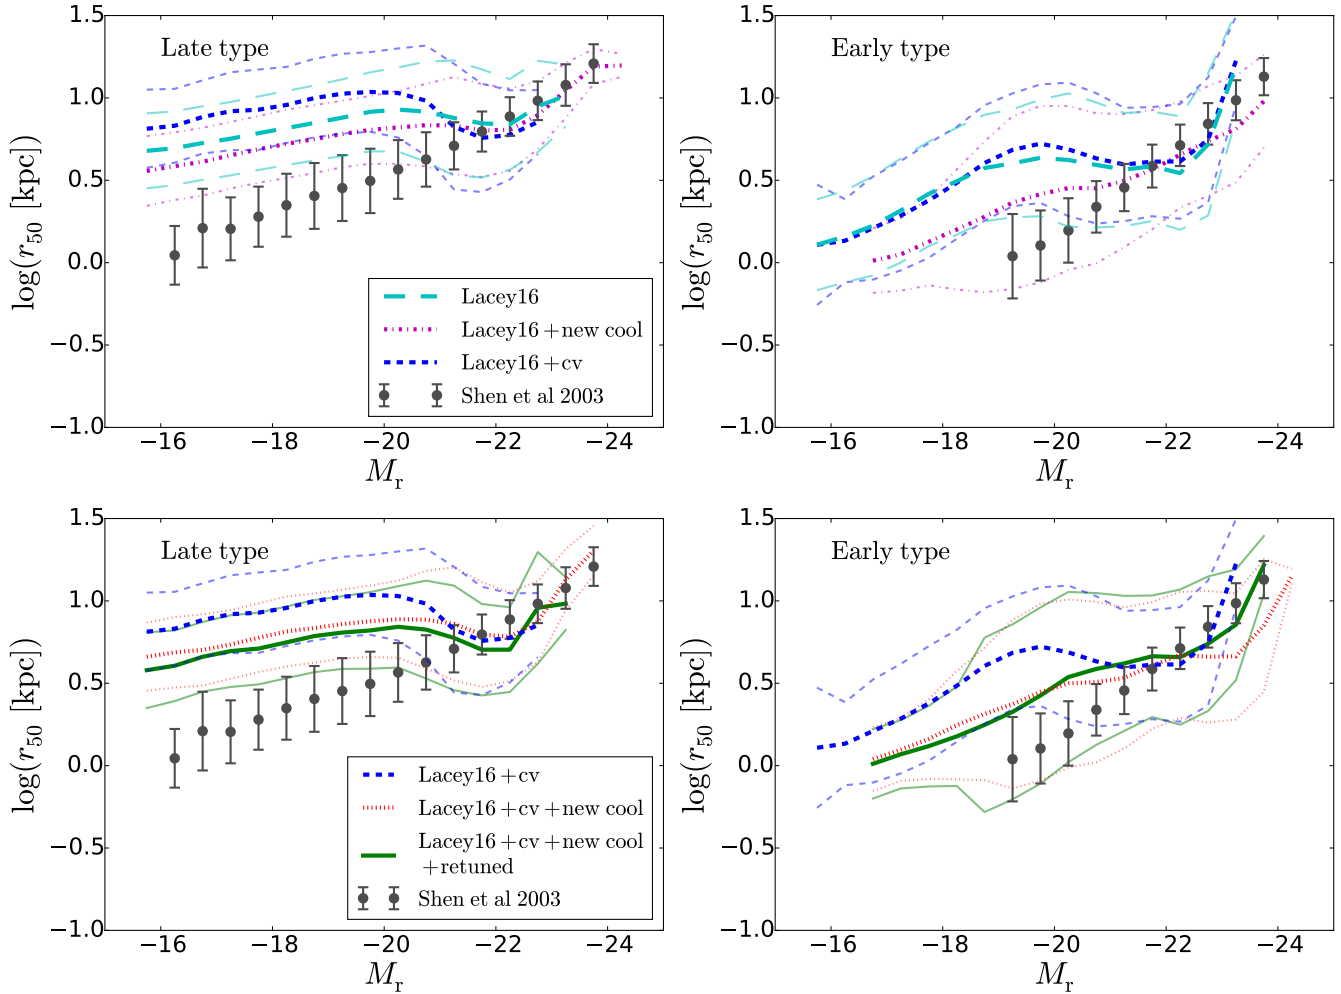 1.5
1.0
0.5
0.0
−0.5
−1.0
−16 −18 −20 −22 −24
log(r50 [kpc])
Mr
Late type
Lacey16
Lacey16+new cool
Lacey16+cv
Shen et al 2003
1.5
1.0
0.5
0.0
−0.5
−1.0
−16 −18 −20 −22 −24
log(r50 [kpc])
Mr
Early type
1.5
1.0
0.5
0.0
−0.5
−1.0
−16 −18 −20 −22 −24
log(r50 [kpc])
Mr
Late type
Lacey16+cv
Lacey16+cv+new cool
Lacey16+cv+new cool
+retuned
Shen et al 2003
1.5
1.0
0.5
0.0
−0.5
−1.0
−16 −18 −20 −22 −24
log(r50 [kpc])
Mr
Early type